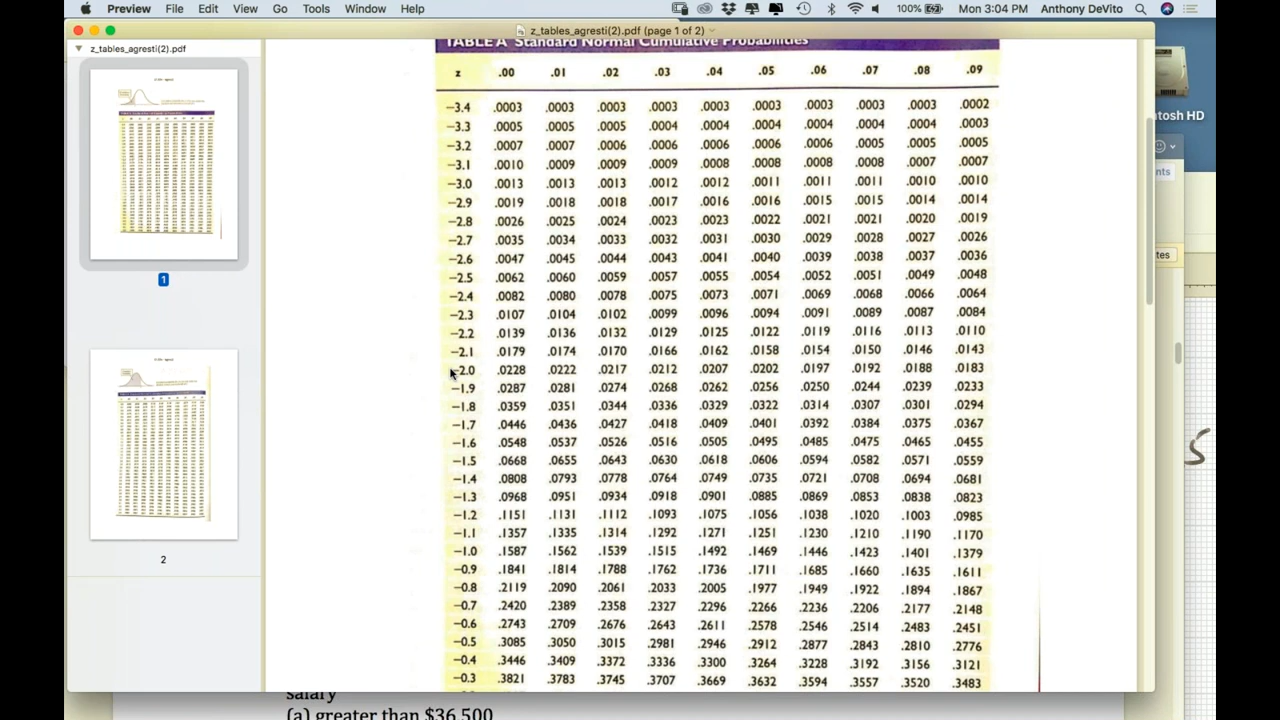 Preview File Edit View Go Tools Window Help 100% Mon 3:04 PM Anthony DeVito
z_tables_agresti(2).pdf (page 1 of 2)
z_tables_agresti(2).pdf
1
2
TABLE A Standard Normal Cumulative Probabilities
z .00 .01 .02 .03 .04 .05 .06 .07 .08 .09
−3.4 .0003 .0003 .0003 .0003 .0003 .0003 .0003 .0003 .0003 .0002
−3.3 .0005 .0005 .0005 .0004 .0004 .0004 .0004 .0004 .0004 .0003
−3.2 .0007 .0007 .0006 .0006 .0006 .0006 .0006 .0005 .0005 .0005
−3.1 .0010 .0009 .0009 .0009 .0008 .0008 .0008 .0008 .0007 .0007
−3.0 .0013 .0013 .0013 .0012 .0012 .0011 .0011 .0011 .0010 .0010
−2.9 .0019 .0018 .0018 .0017 .0016 .0016 .0015 .0015 .0014 .0014
−2.8 .0026 .0025 .0024 .0023 .0023 .0022 .0021 .0021 .0020 .0019
−2.7 .0035 .0034 .0033 .0032 .0031 .0030 .0029 .0028 .0027 .0026
−2.6 .0047 .0045 .0044 .0043 .0041 .0040 .0039 .0038 .0037 .0036
−2.5 .0062 .0060 .0059 .0057 .0055 .0054 .0052 .0051 .0049 .0048
−2.4 .0082 .0080 .0078 .0075 .0073 .0071 .0069 .0068 .0066 .0064
−2.3 .0107 .0104 .0102 .0099 .0096 .0094 .0091 .0089 .0087 .0084
−2.2 .0139 .0136 .0132 .0129 .0125 .0122 .0119 .0116 .0113 .0110
−2.1 .0179 .0174 .0170 .0166 .0162 .0158 .0154 .0150 .0146 .0143
−2.0 .0228 .0222 .0217 .0212 .0207 .0202 .0197 .0192 .0188 .0183
−1.9 .0287 .0281 .0274 .0268 .0262 .0256 .0250 .0244 .0239 .0233
−1.8 .0359 .0351 .0344 .0336 .0329 .0322 .0314 .0307 .0301 .0294
−1.7 .0446 .0436 .0427 .0418 .0409 .0401 .0392 .0384 .0375 .0367
−1.6 .0548 .0537 .0526 .0516 .0505 .0495 .0485 .0475 .0465 .0455
−1.5 .0668 .0655 .0643 .0630 .0618 .0606 .0594 .0582 .0571 .0559
−1.4 .0808 .0793 .0778 .0764 .0749 .0735 .0721 .0708 .0694 .0681
−1.3 .0968 .0951 .0934 .0918 .0901 .0885 .0869 .0853 .0838 .0823
−1.2 .1151 .1131 .1112 .1093 .1075 .1056 .1038 .1020 .1003 .0985
−1.1 .1357 .1335 .1314 .1292 .1271 .1251 .1230 .1210 .1190 .1170
−1.0 .1587 .1562 .1539 .1515 .1492 .1469 .1446 .1423 .1401 .1379
−0.9 .1841 .1814 .1788 .1762 .1736 .1711 .1685 .1660 .1635 .1611
−0.8 .2119 .2090 .2061 .2033 .2005 .1977 .1949 .1922 .1894 .1867
−0.7 .2420 .2389 .2358 .2327 .2296 .2266 .2236 .2206 .2177 .2148
−0.6 .2743 .2709 .2676 .2643 .2611 .2578 .2546 .2514 .2483 .2451
−0.5 .3085 .3050 .3015 .2981 .2946 .2912 .2877 .2843 .2810 .2776
−0.4 .3446 .3409 .3372 .3336 .3300 .3264 .3228 .3192 .3156 .3121
−0.3 .3821 .3783 .3745 .3707 .3669 .3632 .3594 .3557 .3520 .3483
tosh HD
nts
tes
salary
(a) greater than $36,500